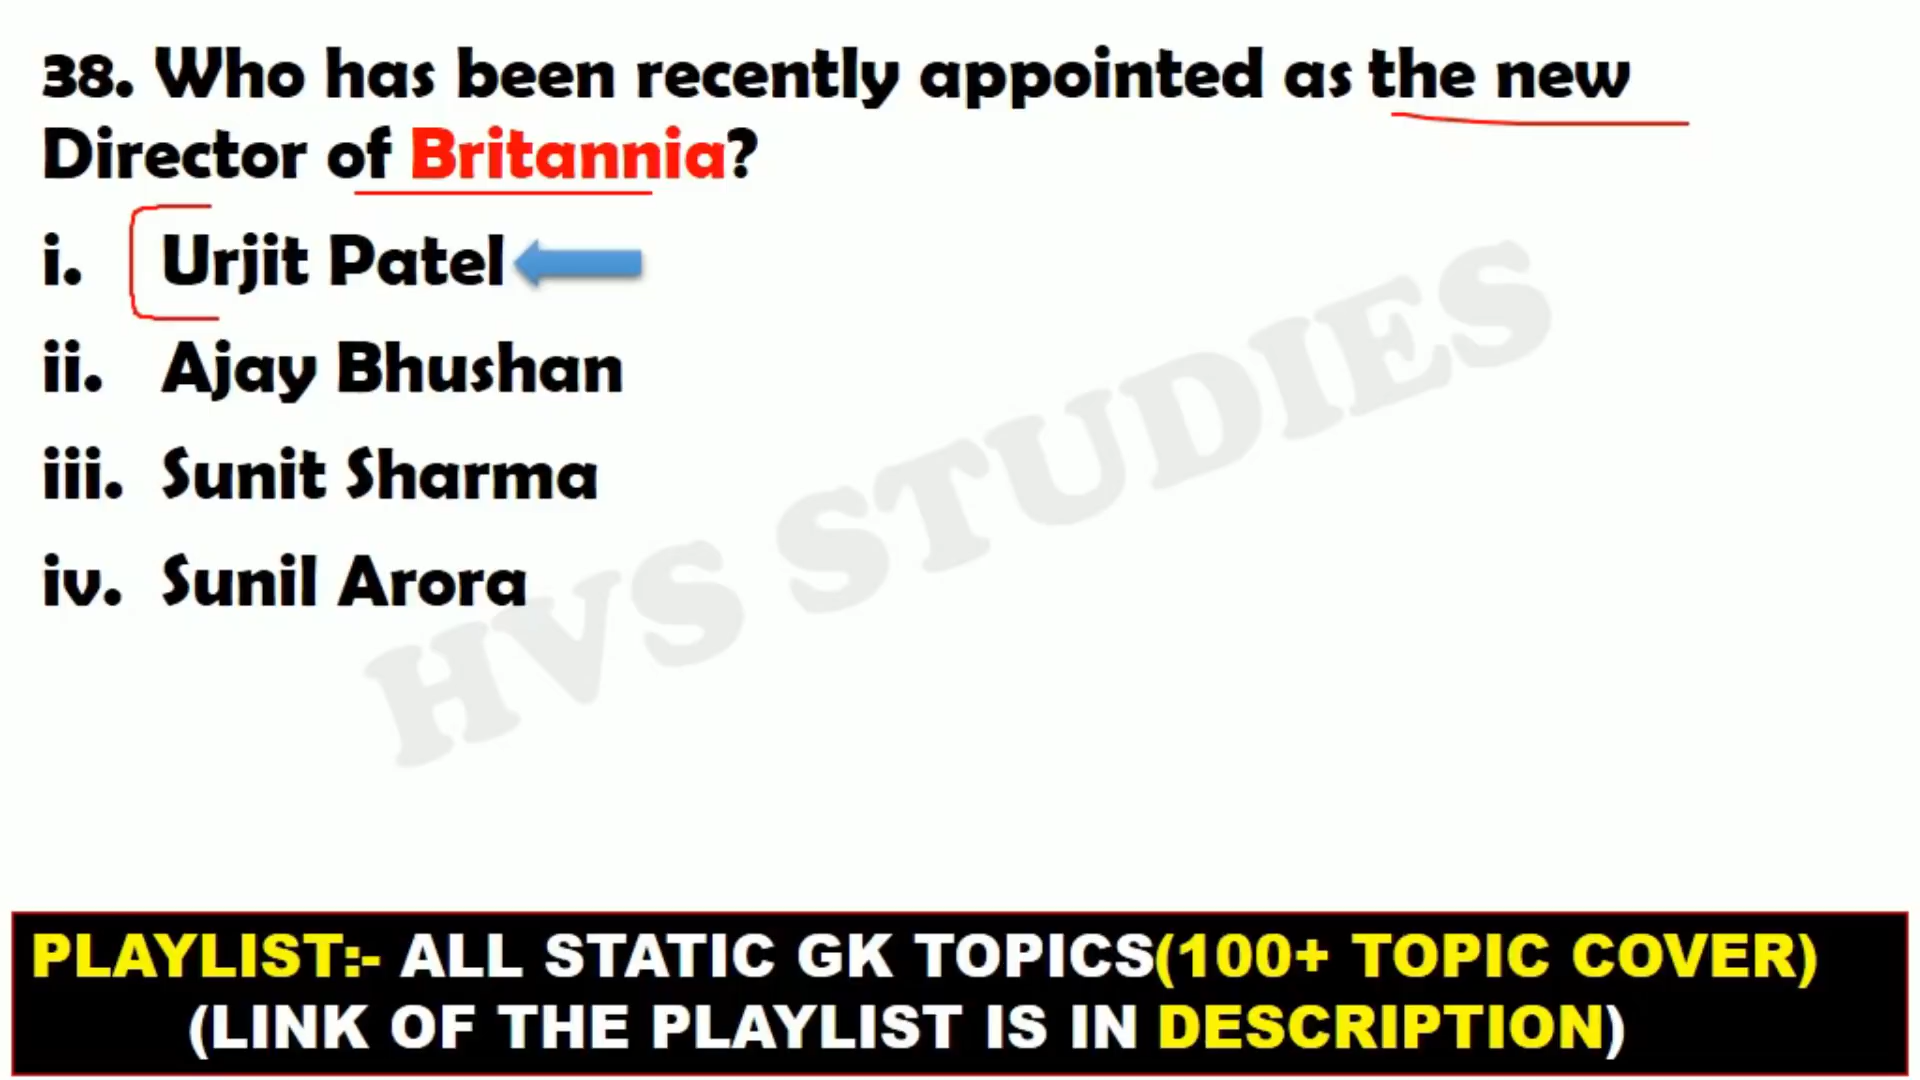 38. Who has been recently appointed as the new
Director of Britannia?
i. Urjit Patel
ii. Ajay Bhushan
iii. Sunit Sharma
iv. Sunil Arora
HVS STUDIES
PLAYLIST:- ALL STATIC GK TOPICS(100+ TOPIC COVER)
(LINK OF THE PLAYLIST IS IN DESCRIPTION)